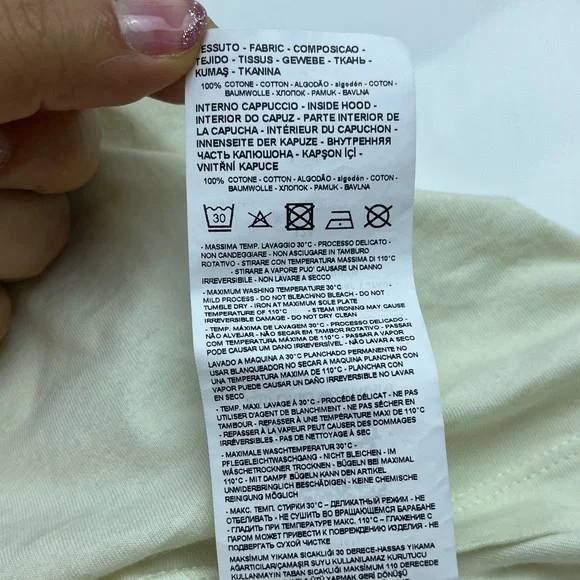 TESSUTO - FABRIC - COMPOSICAO -
TEJIDO - TISSUS - GEWEBE - ТКАНЬ -
KUMAŞ - TKANINA
100% COTONE - COTTON - ALGODÃO - algodón - COTON -
BAUMWOLLE - ХЛОПОК - PAMUK - BAVLNA
INTERNO CAPPUCCIO - INSIDE HOOD -
INTERIOR DO CAPUZ - PARTE INTERIOR DE
LA CAPUCHA - INTÉRIEUR DU CAPUCHON -
INNENSEITE DER KAPUZE - ВНУТРЕННЯЯ
ЧАСТЬ КАПЮШОНА - KAPŞON İÇİ -
VNITŘNÍ KAPUCE
100% COTONE - COTTON - ALGODÃO - algodón - COTON -
BAUMWOLLE - ХЛОПОК - PAMUK - BAVLNA
30
- MASSIMA TEMP. LAVAGGIO 30°C - PROCESSO DELICATO -
NON CANDEGGIARE - NON ASCIUGARE IN TAMBURO
ROTATIVO - STIRARE CON TEMPERATURA MASSIMA DI 110°C
- STIRARE A VAPORE PUO' CAUSARE UN DANNO
IRREVERSIBILE - NON LAVARE A SECCO
- MAXIMUM WASHING TEMPERATURE 30°C -
MILD PROCESS - DO NOT BLEACHING BLEACH - DO NOT
TUMBLE DRY - IRON AT MAXIMUM SOLE PLATE
TEMPERATURE OF 110°C - STEAM IRONING MAY CAUSE
IRREVERSIBLE DAMAGE - DO NOT DRY CLEAN
- TEMP. MÁXIMA DE LAVAGEM 30°C - PROCESSO DELICADO -
NÃO ALVEJAR - NÃO SECAR EM TAMBOR ROTATIVO - PASSAR
COM TEMPERATURA MÁXIMA DE 110°C - PASSAR A VAPOR
PODE CAUSAR UM DANO IRREVERSÍVEL - NÃO LAVAR A SECO
LAVADO A MAQUINA A 30°C PLANCHADO PERMANENTE NO
USAR BLANQUEADOR NO SECAR A MAQUINA PLANCHAR CON
UNA TEMPERATURA MAXIMA DE 110°C - PLANCHAR CON
VAPOR PUEDE CAUSAR UN DAÑO IRREVERSIBLE NO LAVAR
EN SECO
- TEMP. MAXI. LAVAGE À 30°C - PROCÉDÉ DÉLICAT - NE PAS
UTILISER D'AGENT DE BLANCHIMENT - NE PAS SÉCHER EN
TAMBOUR - REPASSER À UNE TEMPÉRATURE MAXI. DE 110°C
- REPASSER À LA VAPEUR PEUT CAUSER DES DOMMAGES
IRRÉVERSIBLES - PAS DE NETTOYAGE À SEC
- MAXIMALE WASCHTEMPERATUR 30°C -
PFLEGELEICHTWASCHGANG - NICHT BLEICHEN - IM
WÄSCHETROCKNER TROCKNEN - BÜGELN BEI MAXIMAL
110°C - DAMPFBÜGELN KANN EINEN
UNWIDERBRINGLICH BESCHÄDIGEN - KEINE CHEMISCHE
REINIGUNG MÖGLICH
- МАКС. ТЕМП. СТИРКИ 30°C – ДЕЛИКАТНЫЙ РЕЖИМ - НЕ
ОТБЕЛИВАТЬ - НЕ СУШИТЬ ВО ВРАЩАЮЩЕМСЯ БАРАБАНЕ
- ГЛАДИТЬ ПРИ ТЕМПЕРАТУРЕ МАКС. 110°C – ГЛАЖЕНИЕ С
ПАРОМ МОЖЕТ ПРИВЕСТИ К ПОВРЕЖДЕНИЮ ИЗДЕЛИЯ - НЕ
ПОДВЕРГАТЬ СУХОЙ ЧИСТКЕ
MAKSIMUM YIKAMA SICAKLIĞI 30 DERECE-HASSAS YIKAMA
AĞARTICILAR/ÇAMAŞIR SUYU KULLANILAMAZ KURUTUCU
KULLANMAYIN TABAN SICAKLIĞI MAKSIMUM 110 DERECEDE